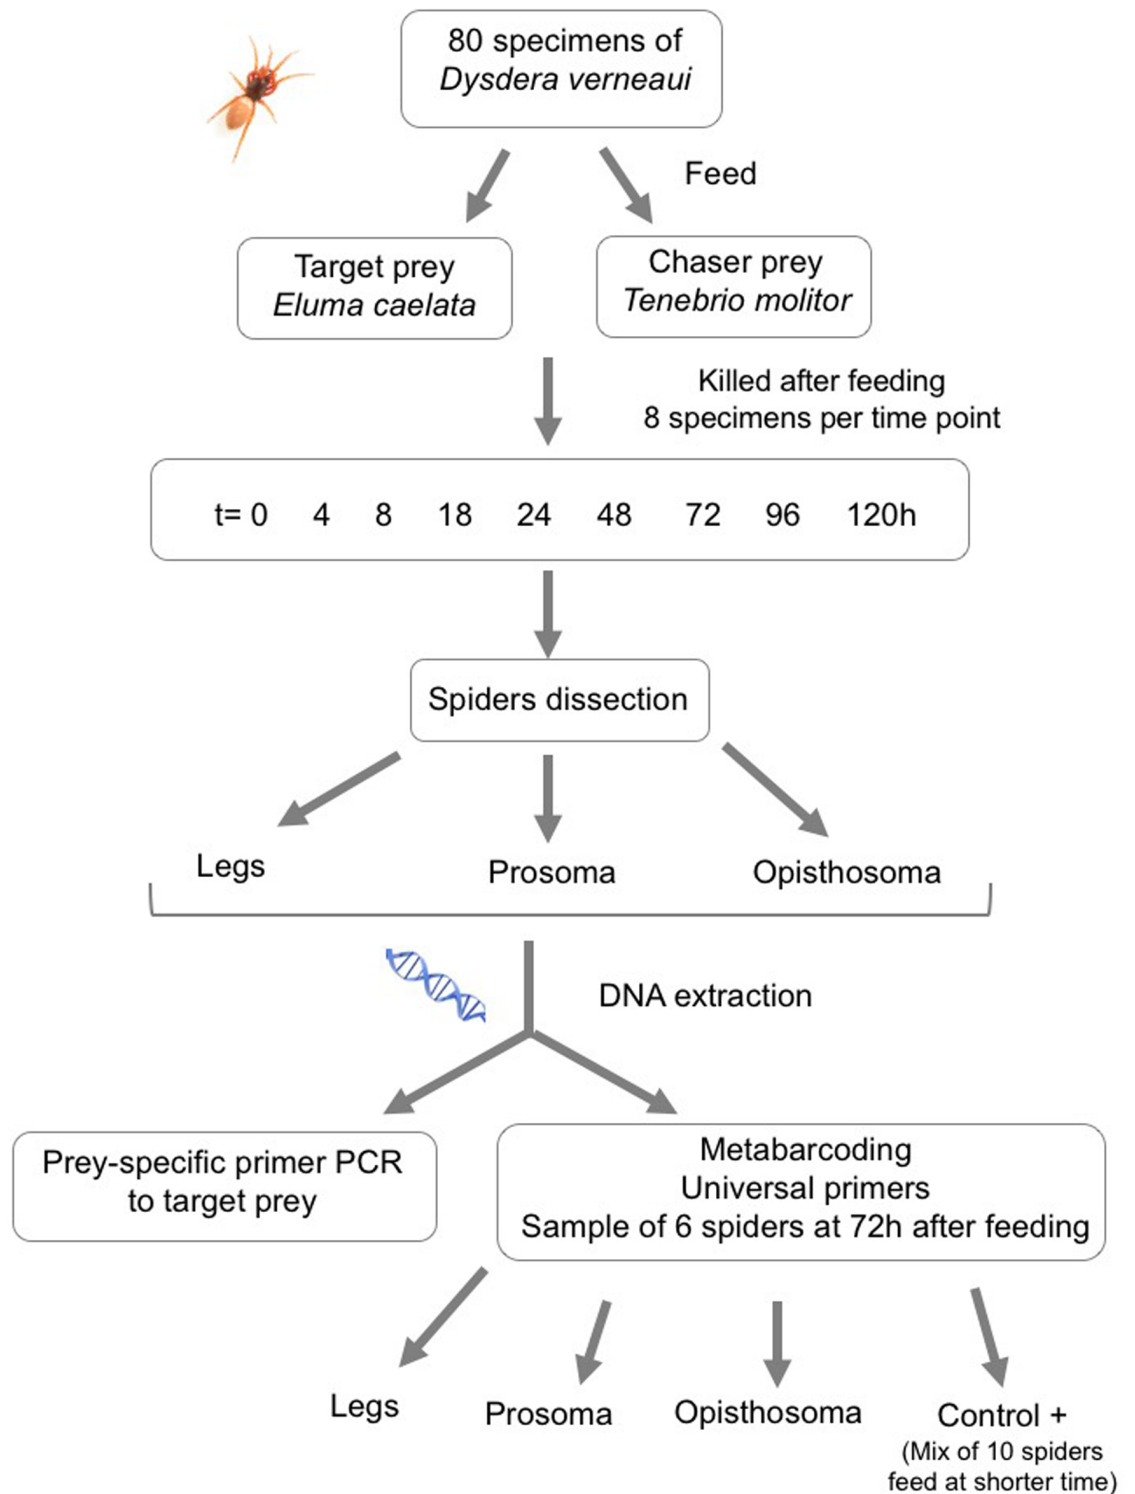 80 specimens of
Dysdera verneaui
Feed
Target prey
Eluma caelata
Chaser prey
Tenebrio molitor
Killed after feeding
8 specimens per time point
t= 0 4 8 18 24 48 72 96 120h
Spiders dissection
Legs
Prosoma
Opisthosoma
DNA extraction
Prey-specific primer PCR
to target prey
Metabarcoding
Universal primers
Sample of 6 spiders at 72h after feeding
Legs
Prosoma
Opisthosoma
Control +
(Mix of 10 spiders
feed at shorter time)